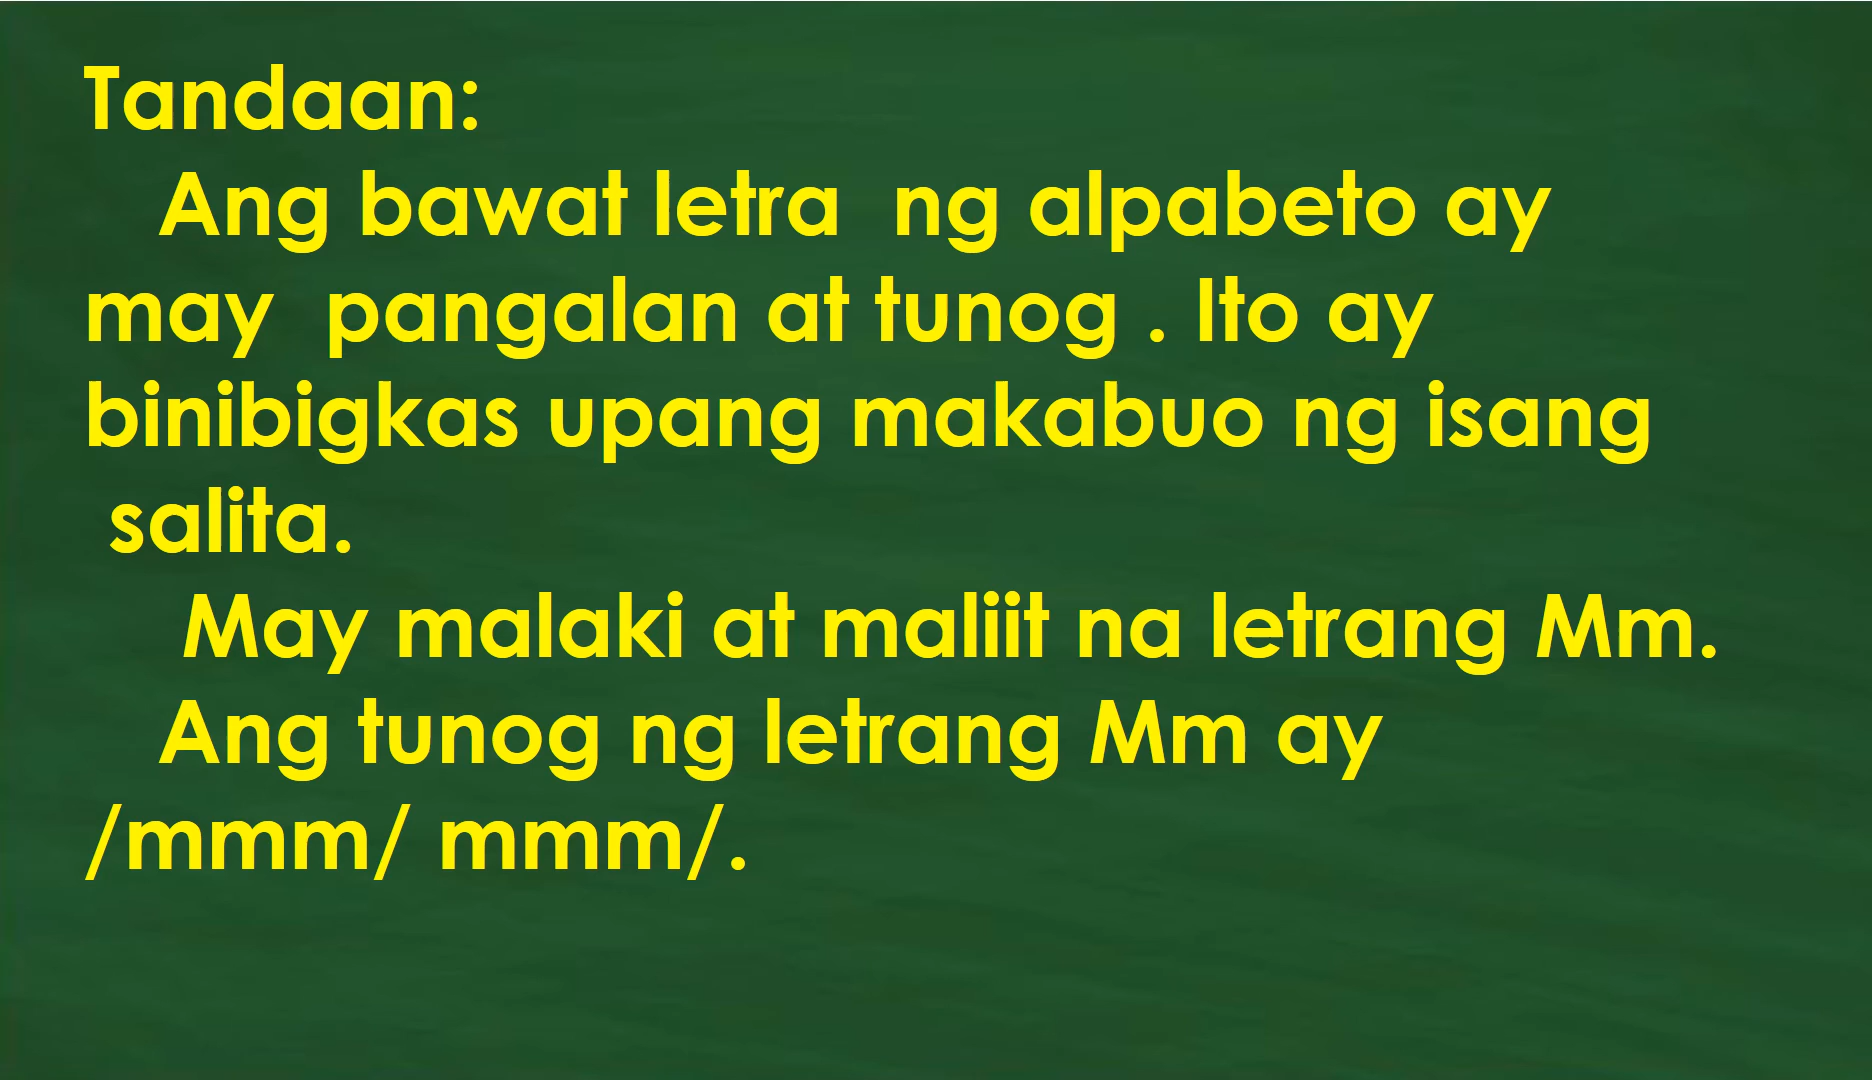 Tandaan:
Ang bawat letra  ng alpabeto ay
may  pangalan at tunog . Ito ay
binibigkas upang makabuo ng isang
salita.
May malaki at maliit na letrang Mm.
Ang tunog ng letrang Mm ay
/mmm/ mmm/.